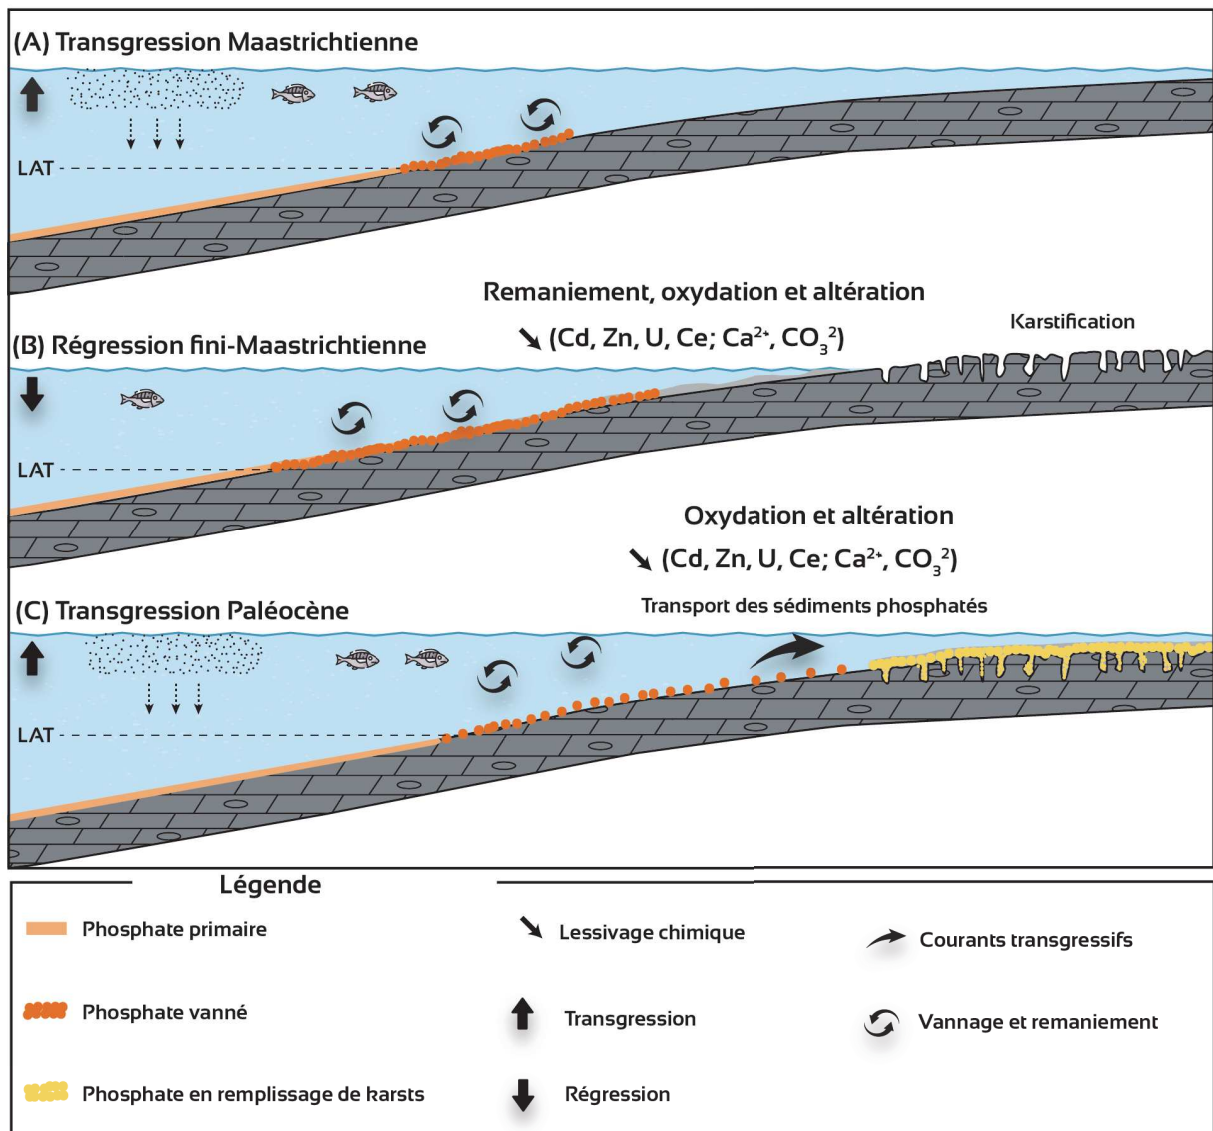 (A) Transgression Maastrichtienne
LAT
Remaniement, oxydation et altération
(Cd, Zn, U, Ce; Ca²⁺, CO₃²)
Karstification
(B) Régression fini-Maastrichtienne
LAT
Oxydation et altération
(Cd, Zn, U, Ce; Ca²⁺, CO₃²)
Transport des sédiments phosphatés
(C) Transgression Paléocène
LAT
Légende
Phosphate primaire
Lessivage chimique
Courants transgressifs
Phosphate vanné
Transgression
Vannage et remaniement
Phosphate en remplissage de karsts
Régression